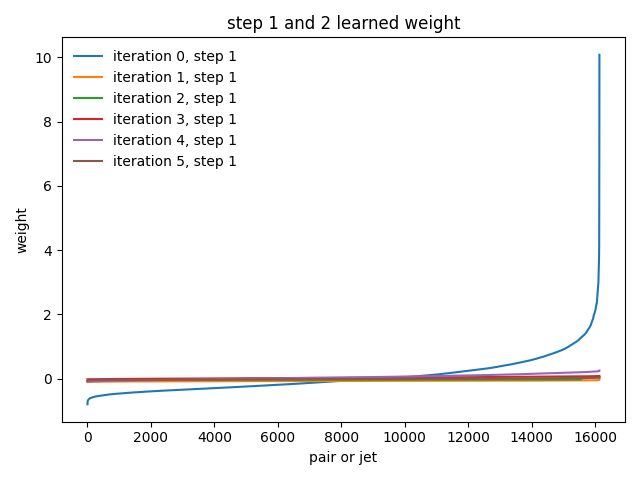 step 1 and 2 learned weight
10
8
6
4
2
0
weight
iteration 0, step 1
iteration 1, step 1
iteration 2, step 1
iteration 3, step 1
iteration 4, step 1
iteration 5, step 1
0 2000 4000 6000 8000 10000 12000 14000 16000
pair or jet